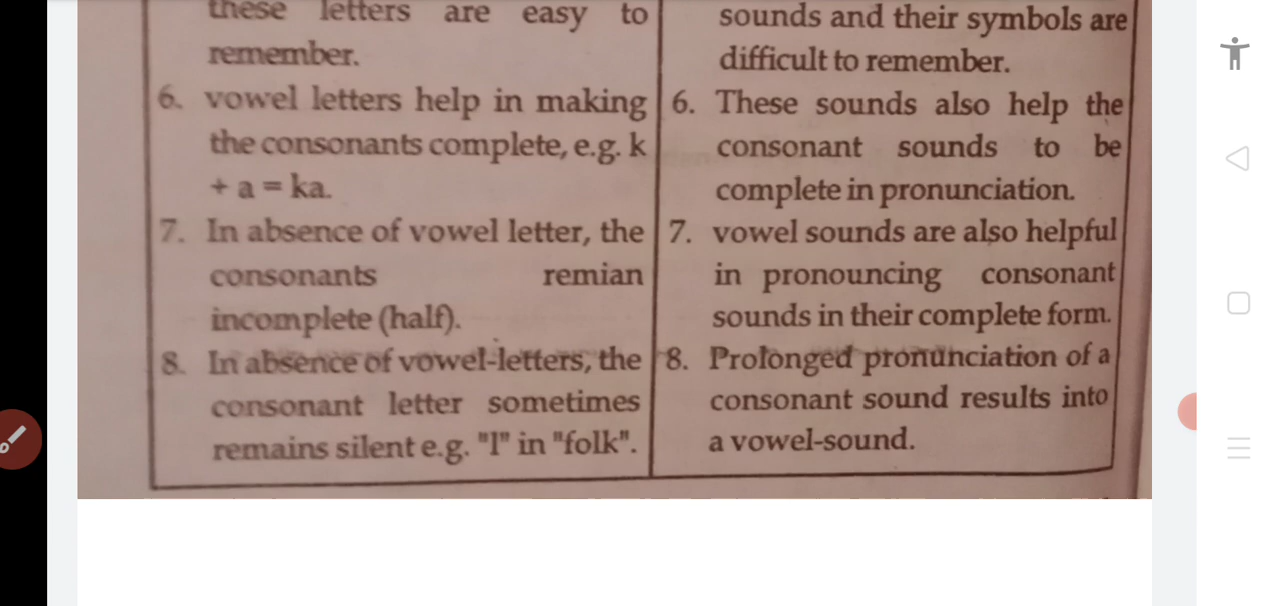 these letters are easy to
remember.
6. vowel letters help in making
the consonants complete, e.g. k
+ a = ka.
7. In absence of vowel letter, the
consonants remian
incomplete (half).
8. In absence of vowel-letters, the
consonant letter sometimes
remains silent e.g. "l" in "folk".
sounds and their symbols are
difficult to remember.
6. These sounds also help the
consonant sounds to be
complete in pronunciation.
7. vowel sounds are also helpful
in pronouncing consonant
sounds in their complete form.
8. Prolonged pronunciation of a
consonant sound results into
a vowel-sound.